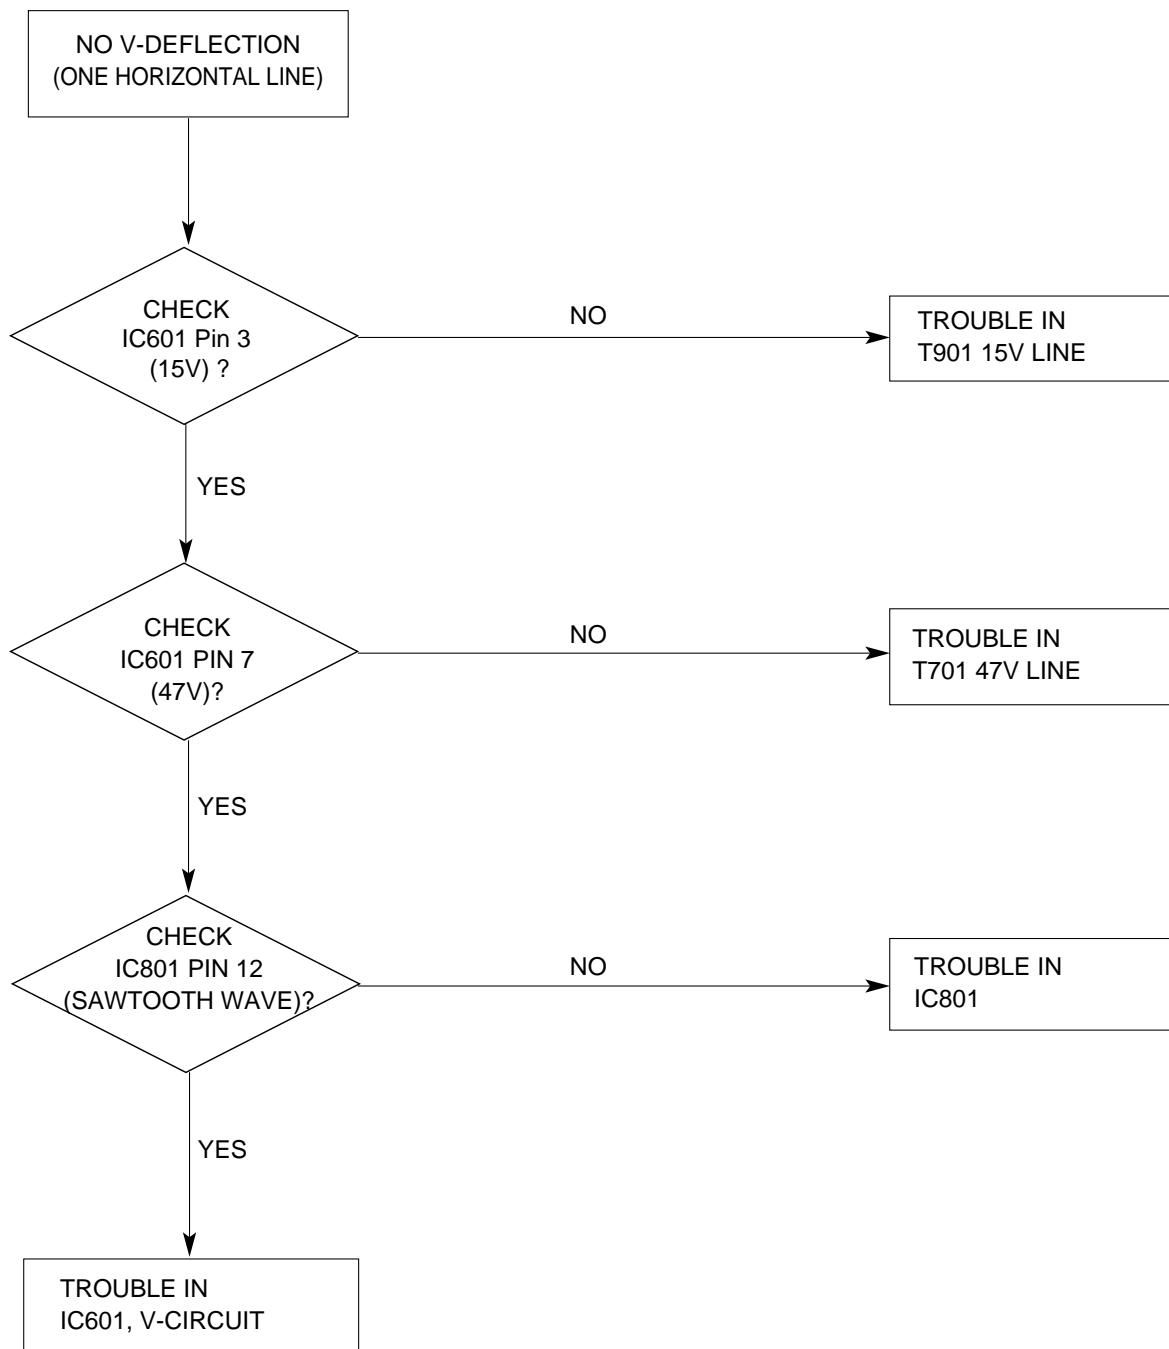 NO V-DEFLECTION
(ONE HORIZONTAL LINE)
CHECK
IC601 Pin 3
(15V) ?
NO
TROUBLE IN
T901 15V LINE
YES
CHECK
IC601 PIN 7
(47V)?
NO
TROUBLE IN
T701 47V LINE
YES
CHECK
IC801 PIN 12
(SAWTOOTH WAVE)?
NO
TROUBLE IN
IC801
YES
TROUBLE IN
IC601, V-CIRCUIT